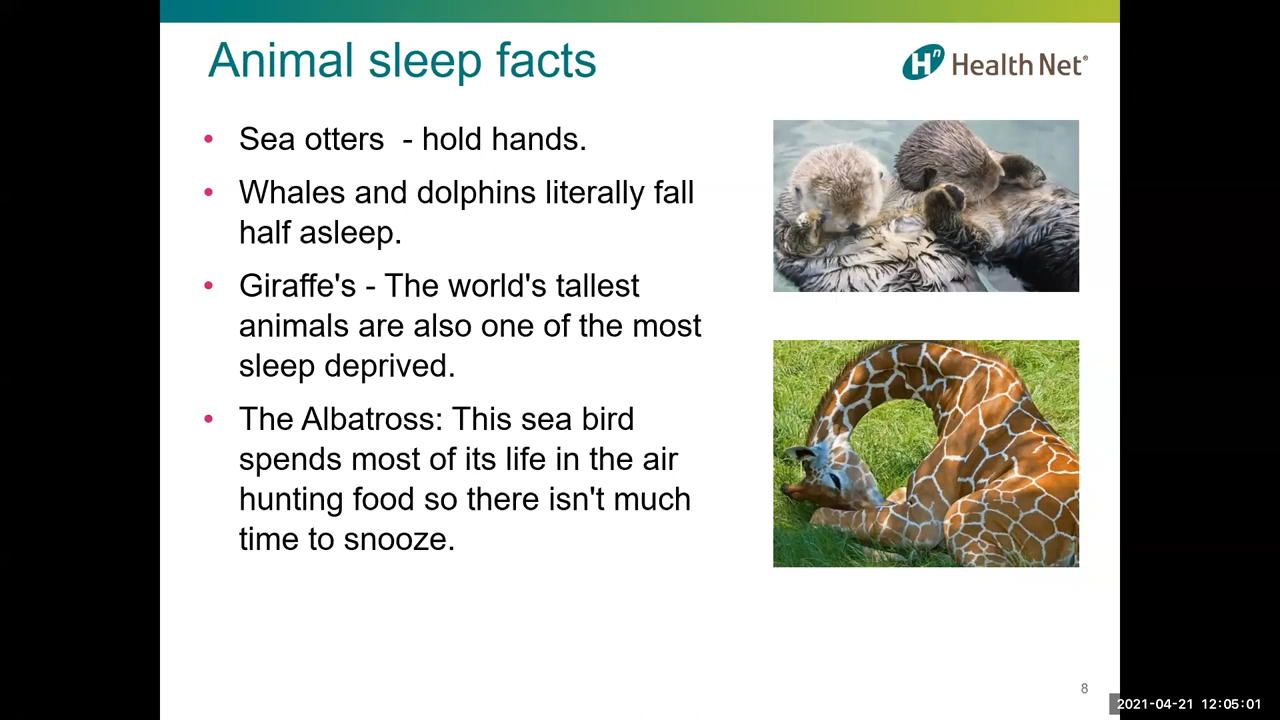 Animal sleep facts
Hn Health Net®
• Sea otters - hold hands.
• Whales and dolphins literally fall
half asleep.
• Giraffe's - The world's tallest
animals are also one of the most
sleep deprived.
• The Albatross: This sea bird
spends most of its life in the air
hunting food so there isn't much
time to snooze.
8
2021-04-21 12:05:01